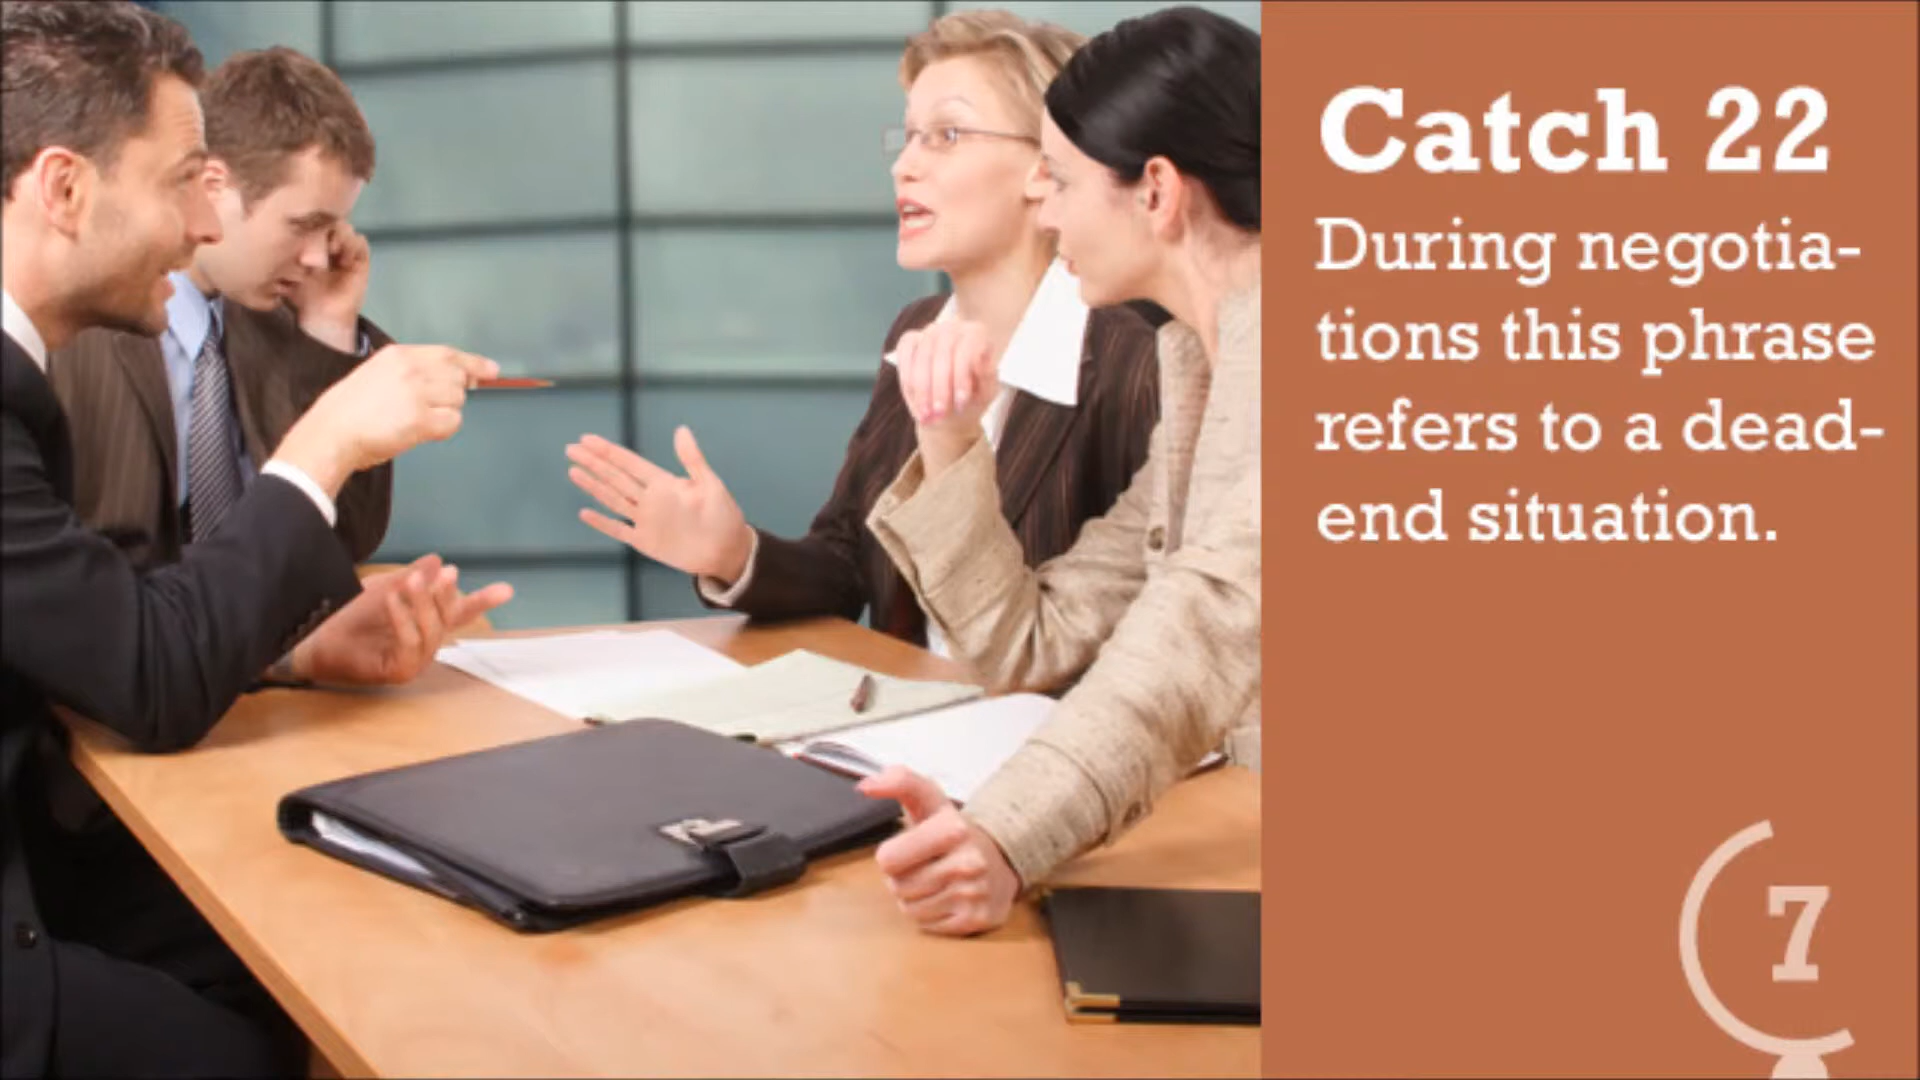 Catch 22
During negotia-
tions this phrase
refers to a dead-
end situation.
7